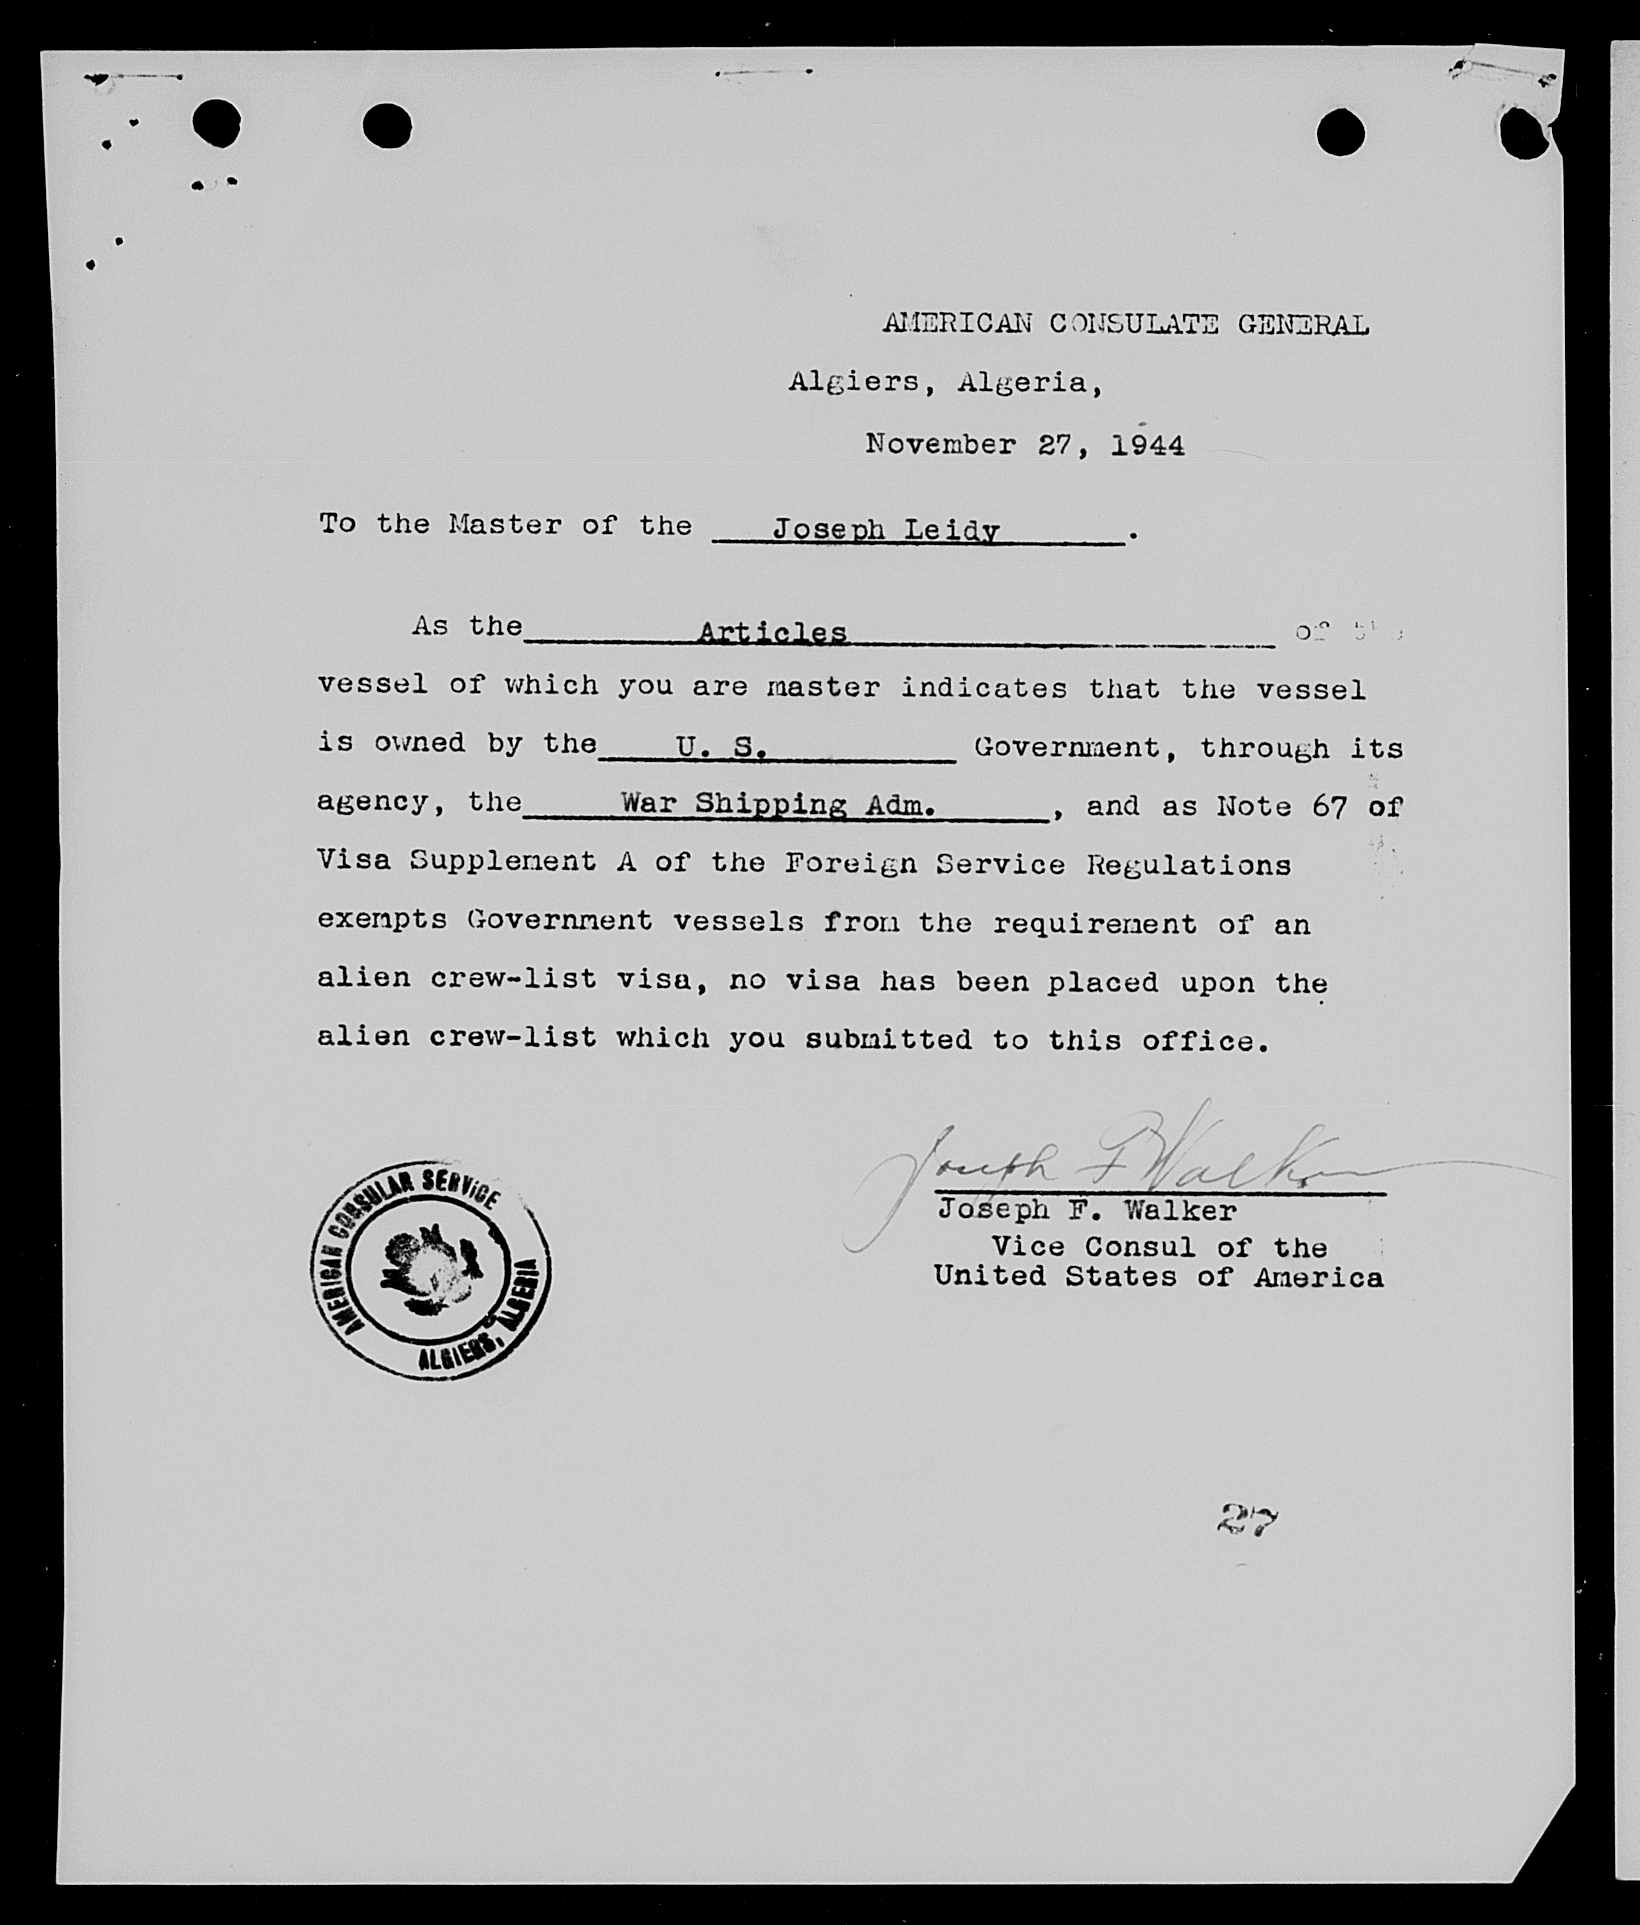 AMERICAN CONSULATE GENERAL
Algiers, Algeria,
November 27, 1944
To the Master of the Joseph Leidy.
As the Articles of the
vessel of which you are master indicates that the vessel
is owned by the U. S. Government, through its
agency, the War Shipping Adm., and as Note 67 of
Visa Supplement A of the Foreign Service Regulations
exempts Government vessels from the requirement of an
alien crew-list visa, no visa has been placed upon the
alien crew-list which you submitted to this office.
Joseph F Walker
Joseph F. Walker
Vice Consul of the
United States of America
AMERICAN CONSULAR SERVICE
ALGIERS, ALGERIA
27